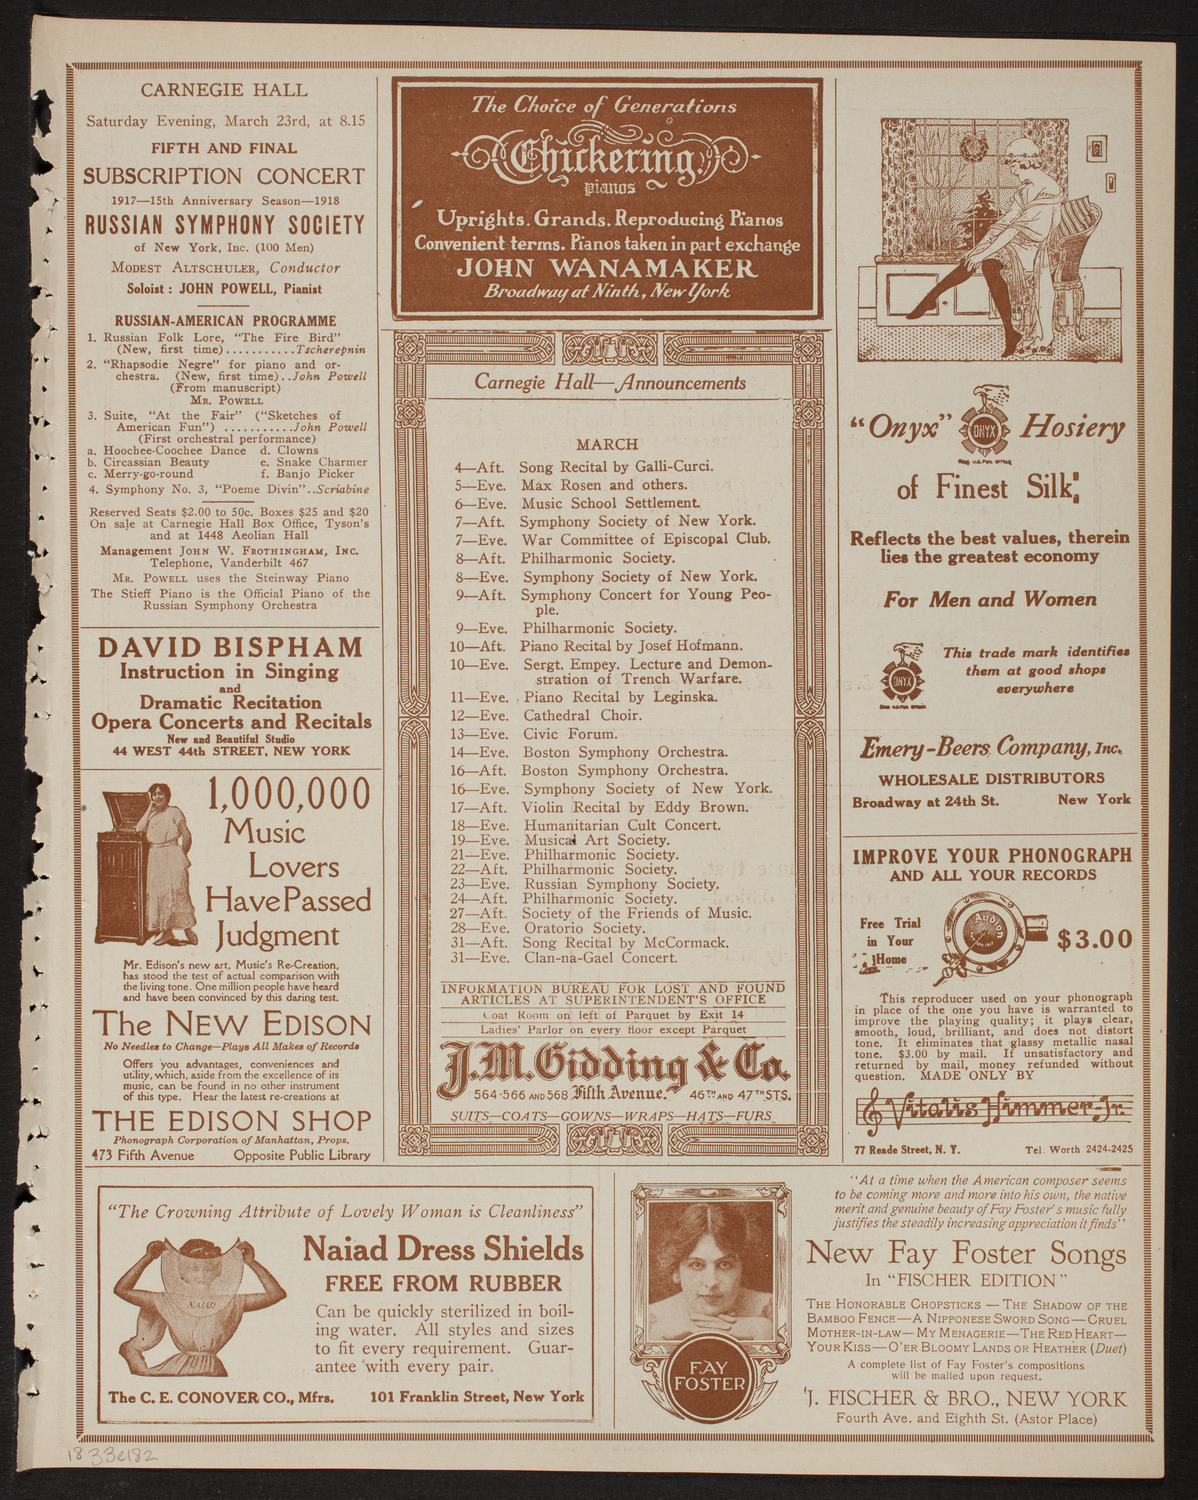 CARNEGIE HALL
Saturday Evening, March 23rd, at 8.15
FIFTH AND FINAL
SUBSCRIPTION CONCERT
1917—15th Anniversary Season—1918
RUSSIAN SYMPHONY SOCIETY
of New York, Inc. (100 Men)
MODEST ALTSCHULER, Conductor
Soloist: JOHN POWELL, Pianist
RUSSIAN-AMERICAN PROGRAMME
1. Russian Folk Lore, "The Fire Bird"
(New, first time)...........Tscherepnin
2. "Rhapsodie Negre" for piano and or-
chestra. (New, first time)..John Powell
(From manuscript)
MR. POWELL
3. Suite, "At the Fair" ("Sketches of
American Fun") ...........John Powell
(First orchestral performance)
a. Hoochee-Coochee Dance d. Clowns
b. Circassian Beauty e. Snake Charmer
c. Merry-go-round f. Banjo Picker
4. Symphony No. 3, "Poeme Divin"..Scriabine
Reserved Seats $2.00 to 50c. Boxes $25 and $20
On sale at Carnegie Hall Box Office, Tyson's
and at 1448 Aeolian Hall
Management JOHN W. FROTHINGHAM, INC.
Telephone, Vanderbilt 467
MR. POWELL uses the Steinway Piano
The Stieff Piano is the Official Piano of the
Russian Symphony Orchestra
DAVID BISPHAM
Instruction in Singing
and
Dramatic Recitation
Opera Concerts and Recitals
New and Beautiful Studio
44 WEST 44th STREET, NEW YORK
1,000,000
Music
Lovers
Have Passed
Judgment
Mr. Edison's new art, Music's Re-Creation,
has stood the test of actual comparison with
the living tone. One million people have heard
and have been convinced by this daring test.
The NEW EDISON
No Needles to Change—Plays All Makes of Records
Offers you advantages, conveniences and
utility, which, aside from the excellence of its
music, can be found in no other instrument
of this type. Hear the latest re-creations at
THE EDISON SHOP
Phonograph Corporation of Manhattan, Props.
473 Fifth Avenue Opposite Public Library
The Choice of Generations
Chickering
pianos
Uprights. Grands. Reproducing Pianos
Convenient terms. Pianos taken in part exchange
JOHN WANAMAKER
Broadway at Ninth, New York
Carnegie Hall—Announcements
MARCH
4—Aft. Song Recital by Galli-Curci.
5—Eve. Max Rosen and others.
6—Eve. Music School Settlement.
7—Aft. Symphony Society of New York.
7—Eve. War Committee of Episcopal Club.
8—Aft. Philharmonic Society.
8—Eve. Symphony Society of New York.
9—Aft. Symphony Concert for Young Peo-
ple.
9—Eve. Philharmonic Society.
10—Aft. Piano Recital by Josef Hofmann.
10—Eve. Sergt. Empey. Lecture and Demon-
stration of Trench Warfare.
11—Eve. Piano Recital by Leginska.
12—Eve. Cathedral Choir.
13—Eve. Civic Forum.
14—Eve. Boston Symphony Orchestra.
16—Aft. Boston Symphony Orchestra.
16—Eve. Symphony Society of New York.
17—Aft. Violin Recital by Eddy Brown.
18—Eve. Humanitarian Cult Concert.
19—Eve. Musical Art Society.
21—Eve. Philharmonic Society.
22—Aft. Philharmonic Society.
23—Eve. Russian Symphony Society.
24—Aft. Philharmonic Society.
27—Aft. Society of the Friends of Music.
28—Eve. Oratorio Society.
31—Aft. Song Recital by McCormack.
31—Eve. Clan-na-Gael Concert.
INFORMATION BUREAU FOR LOST AND FOUND
ARTICLES AT SUPERINTENDENT'S OFFICE
Coat Room on left of Parquet by Exit 14
Ladies' Parlor on every floor except Parquet
J.M. Gidding & Co.
564-566 AND 568 Fifth Avenue. 46TH AND 47TH STS.
SUITS—COATS—GOWNS—WRAPS—HATS—FURS
"Onyx" ONYX Hosiery
of Finest Silk
Reflects the best values, therein
lies the greatest economy
For Men and Women
ONYX
This trade mark identifies
them at good shops
everywhere
Emery-Beers Company, Inc.
WHOLESALE DISTRIBUTORS
Broadway at 24th St. New York
IMPROVE YOUR PHONOGRAPH
AND ALL YOUR RECORDS
Free Trial
in Your
Home
Audion
$3.00
This reproducer used on your phonograph
in place of the one you have is warranted to
improve the playing quality; it plays clear,
smooth, loud, brilliant, and does not distort
tone. It eliminates that glassy metallic nasal
tone. $3.00 by mail. If unsatisfactory and
returned by mail, money refunded without
question. MADE ONLY BY
Vitalis Himmer Jr.
77 Reade Street, N. Y. Tel. Worth 2424-2425
"The Crowning Attribute of Lovely Woman is Cleanliness"
NAIAD
Naiad Dress Shields
FREE FROM RUBBER
Can be quickly sterilized in boil-
ing water. All styles and sizes
to fit every requirement. Guar-
antee with every pair.
The C. E. CONOVER CO., Mfrs. 101 Franklin Street, New York
FAY
FOSTER
"At a time when the American composer seems
to be coming more and more into his own, the native
merit and genuine beauty of Fay Foster's music fully
justifies the steadily increasing appreciation it finds"
New Fay Foster Songs
In "FISCHER EDITION"
THE HONORABLE CHOPSTICKS — THE SHADOW OF THE
BAMBOO FENCE—A NIPPONESE SWORD SONG—CRUEL
MOTHER-IN-LAW—MY MENAGERIE—THE RED HEART—
YOUR KISS—O'ER BLOOMY LANDS OR HEATHER (Duet)
A complete list of Fay Foster's compositions
will be mailed upon request.
J. FISCHER & BRO., NEW YORK
Fourth Ave. and Eighth St. (Astor Place)
1833e182